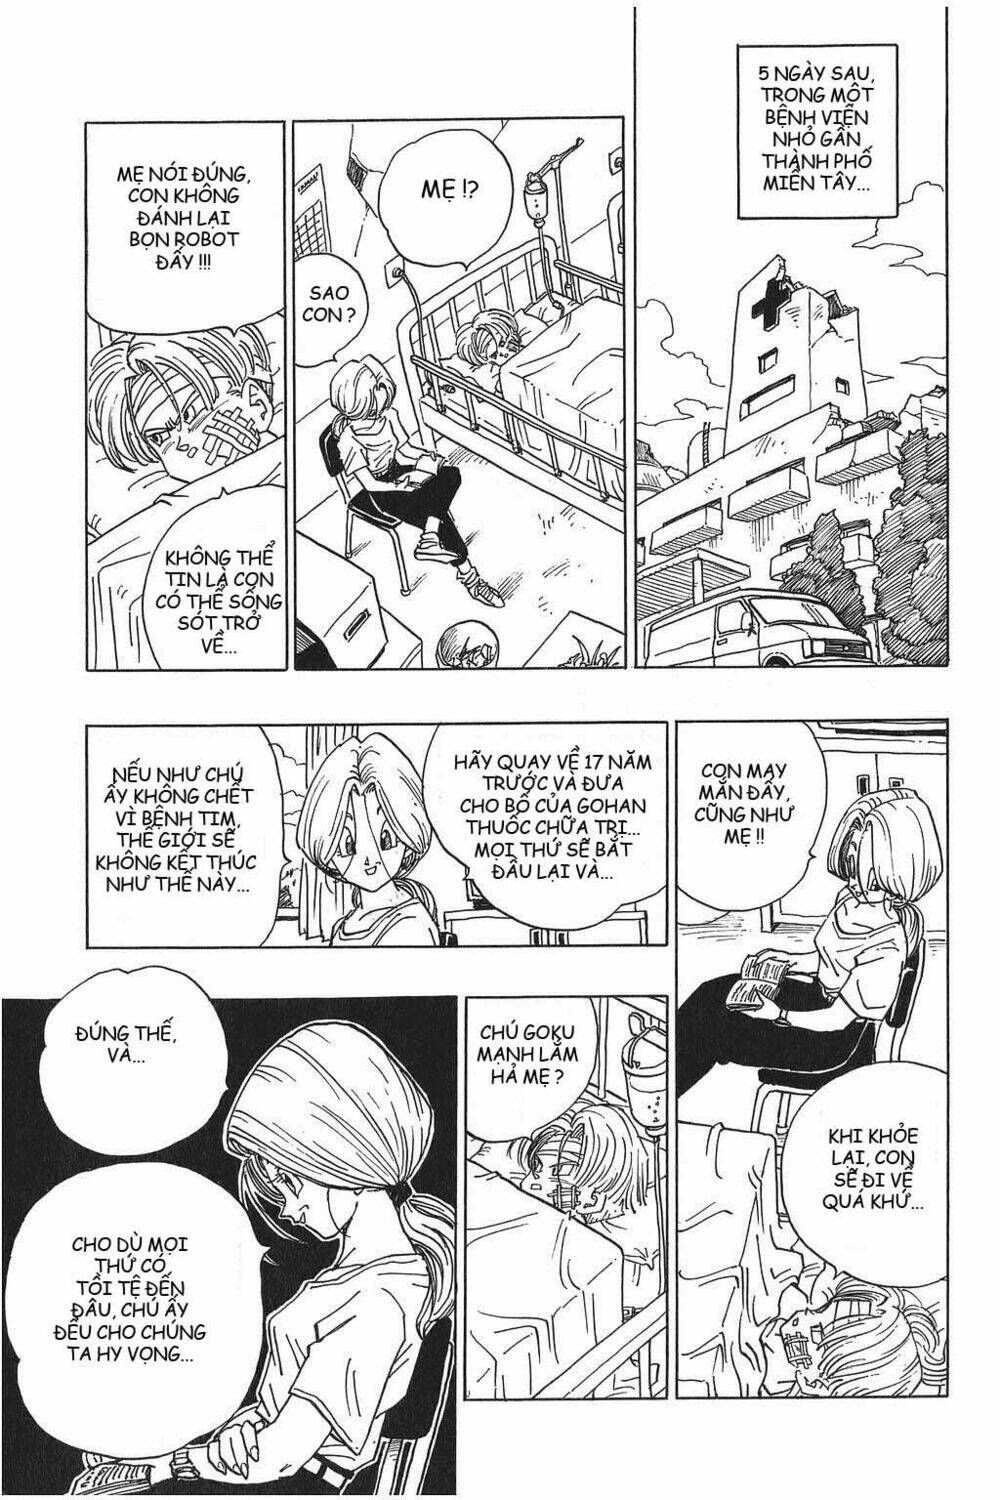 5 NGÀY SAU,
TRONG MỘT
BỆNH VIỆN
NHỎ GẦN
THÀNH PHỐ
MIỀN TÂY...
MẸ !?
SAO
CON ?
MẸ NÓI ĐÚNG,
CON KHÔNG
ĐÁNH LẠI
BỌN ROBOT
ĐẤY !!!
KHÔNG THỂ
TIN LÀ CON
CÓ THỂ SỐNG
SÓT TRỞ
VỀ...
CON MAY
MẮN ĐẤY,
CŨNG NHƯ
MẸ !!
KHI KHỎE
LẠI, CON
SẼ ĐI VỀ
QUÁ KHỨ...
HÃY QUAY VỀ 17 NĂM
TRƯỚC VÀ ĐƯA
CHO BỐ CỦA GOHAN
THUỐC CHỮA TRỊ...
MỌI THỨ SẼ BẮT
ĐẦU LẠI VÀ...
NẾU NHƯ CHÚ
ẤY KHÔNG CHẾT
VÌ BỆNH TIM,
THẾ GIỚI SẼ
KHÔNG KẾT THÚC
NHƯ THẾ NÀY...
CHÚ GOKU
MẠNH LẮM
HẢ MẸ ?
ĐÚNG THẾ,
VÀ...
CHO DÙ MỌI
THỨ CÓ
TỒI TỆ ĐẾN
ĐÂU, CHÚ ẤY
ĐỀU CHO CHÚNG
TA HY VỌNG...